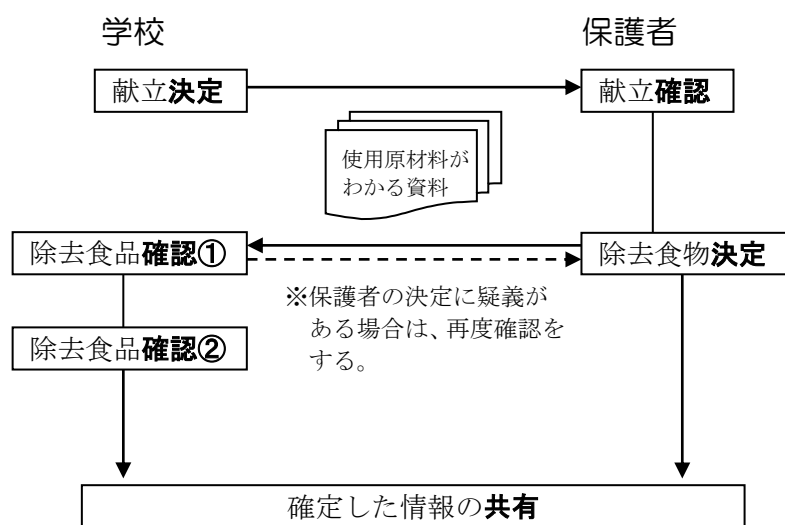 学校
保護者
献立決定
献立確認
使用原材料が
わかる資料
除去食品確認①
除去食物決定
※保護者の決定に疑義が
ある場合は、再度確認を
する。
除去食品確認②
確定した情報の共有